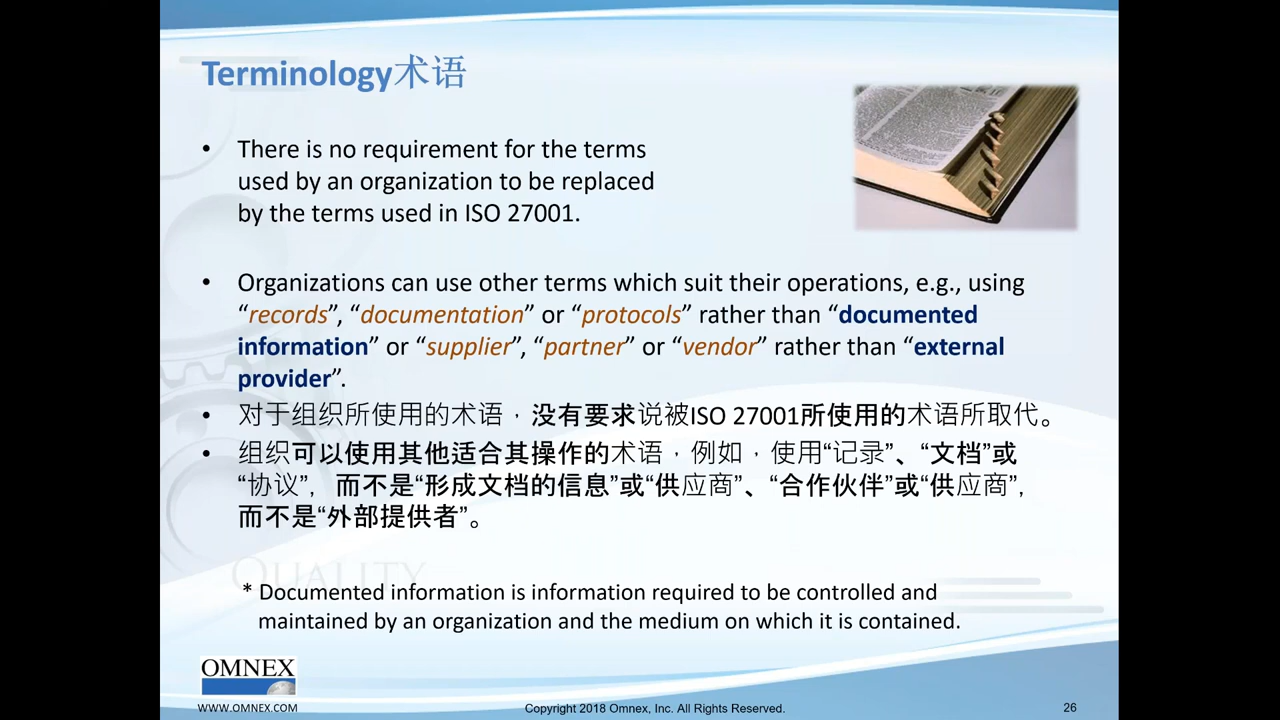 Terminology术语
• There is no requirement for the terms
used by an organization to be replaced
by the terms used in ISO 27001.
• Organizations can use other terms which suit their operations, e.g., using
“records”, “documentation” or “protocols” rather than “documented
information” or “supplier”, “partner” or “vendor” rather than “external
provider”.
• 对于组织所使用的术语，没有要求说被ISO 27001所使用的术语所取代。
• 组织可以使用其他适合其操作的术语，例如，使用“记录”、“文档”或
“协议”，而不是“形成文档的信息”或“供应商”、“合作伙伴”或“供应商”，
而不是“外部提供者”。
QUALITY
* Documented information is information required to be controlled and
maintained by an organization and the medium on which it is contained.
OMNEX
WWW.OMNEX.COM
Copyright 2018 Omnex, Inc. All Rights Reserved.
26